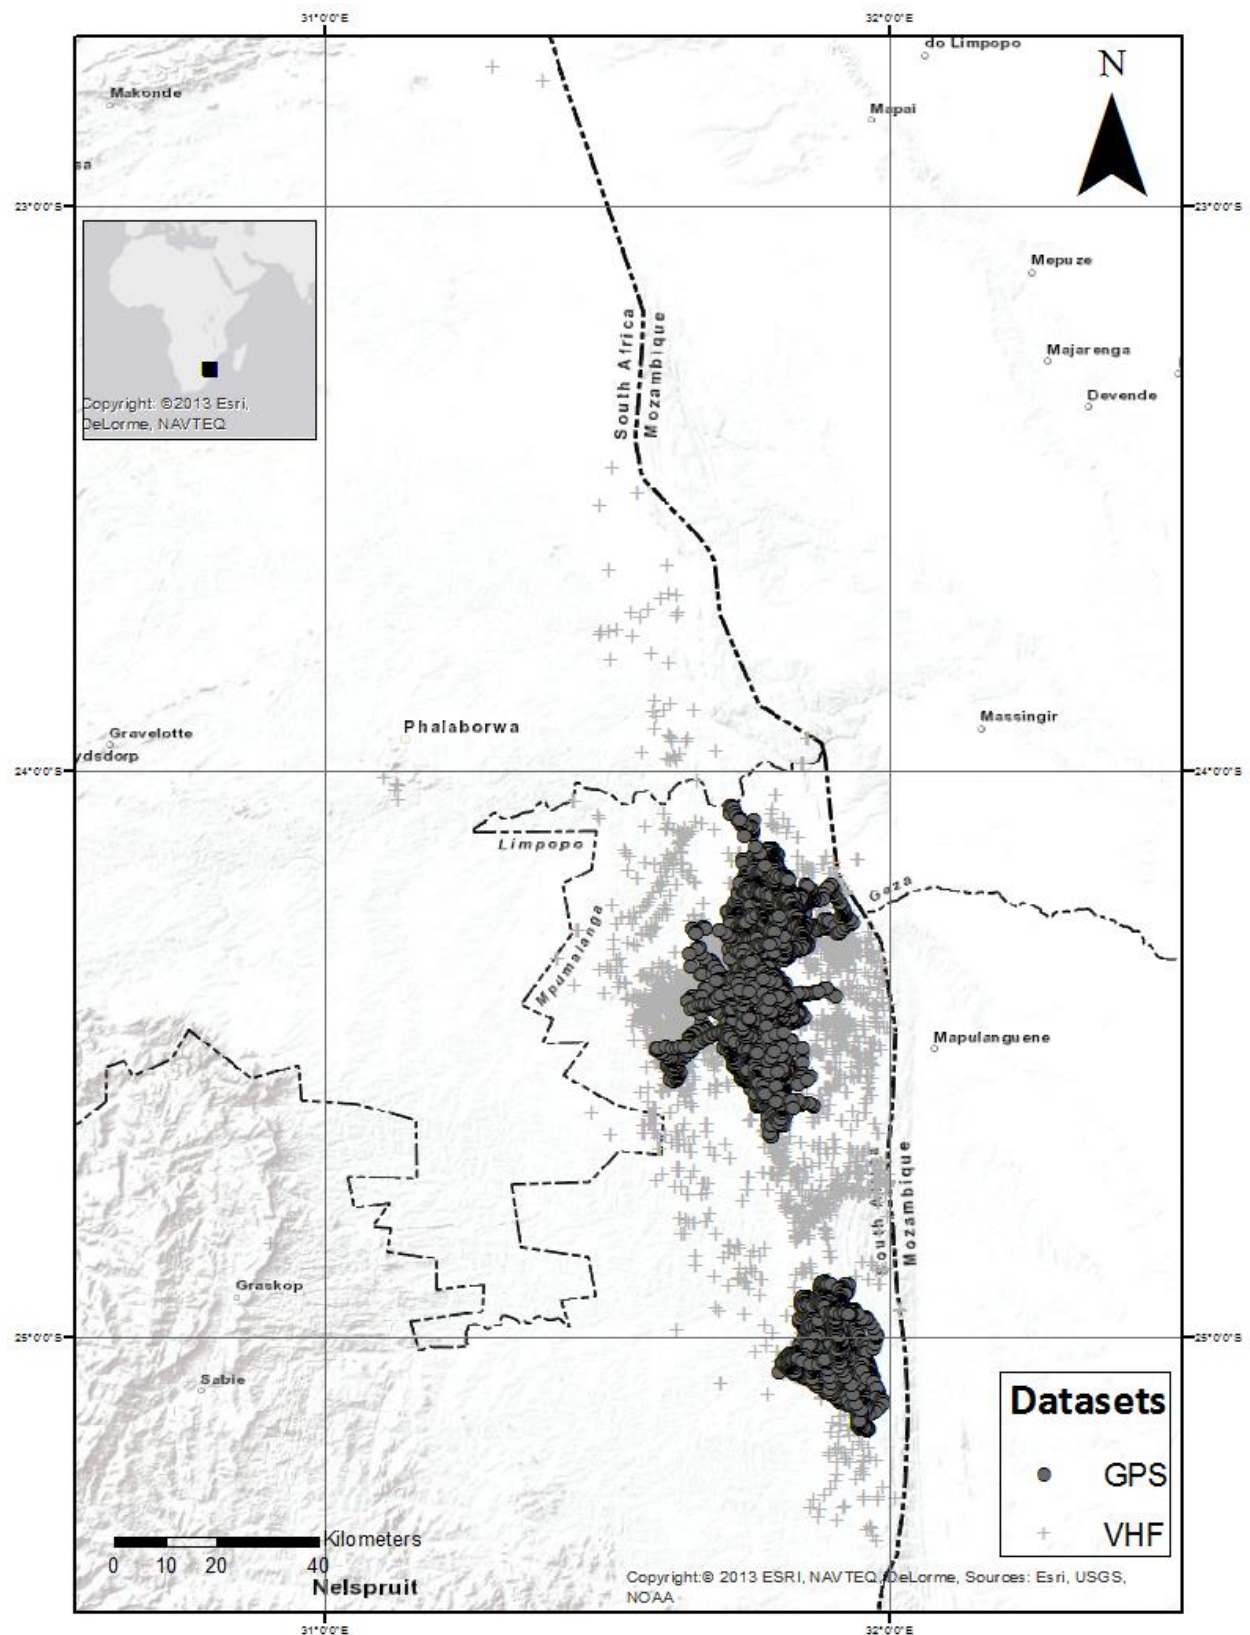 31°0'0"E
32°0'0"E
do Limpopo
N
Makonde
Mapai
sa
23°0'0"S
23°0'0"S
Mepuze
South Africa
Mozambique
Majarenga
Devende
Copyright: ©2013 Esri,
DeLorme, NAVTEQ
Massingir
Phalaborwa
Gravelotte
ydsdorp
24°0'0"S
24°0'0"S
Limpopo
Gaza
Mpumalanga
Mapulanguene
Mozambique
Graskop
25°0'0"S
25°0'0"S
Sabie
Datasets
GPS
VHF
Kilometers
0 10 20 40
Nelspruit
Copyright:© 2013 ESRI, NAVTEQ, DeLorme, Sources: Esri, USGS,
NOAA
31°0'0"E
32°0'0"E